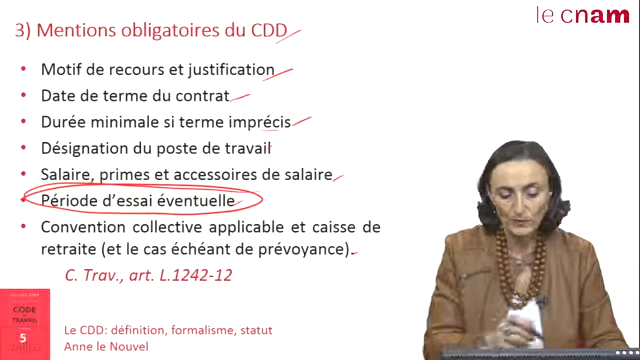 le cnam
3) Mentions obligatoires du CDD
• Motif de recours et justification
• Date de terme du contrat
• Durée minimale si terme imprécis
• Désignation du poste de travail
• Salaire, primes et accessoires de salaire
• Période d'essai éventuelle
• Convention collective applicable et caisse de
retraite (et le cas échéant de prévoyance).
C. Trav., art. L.1242-12
CODE
TRAVAIL
5
Le CDD: définition, formalisme, statut
Anne le Nouvel